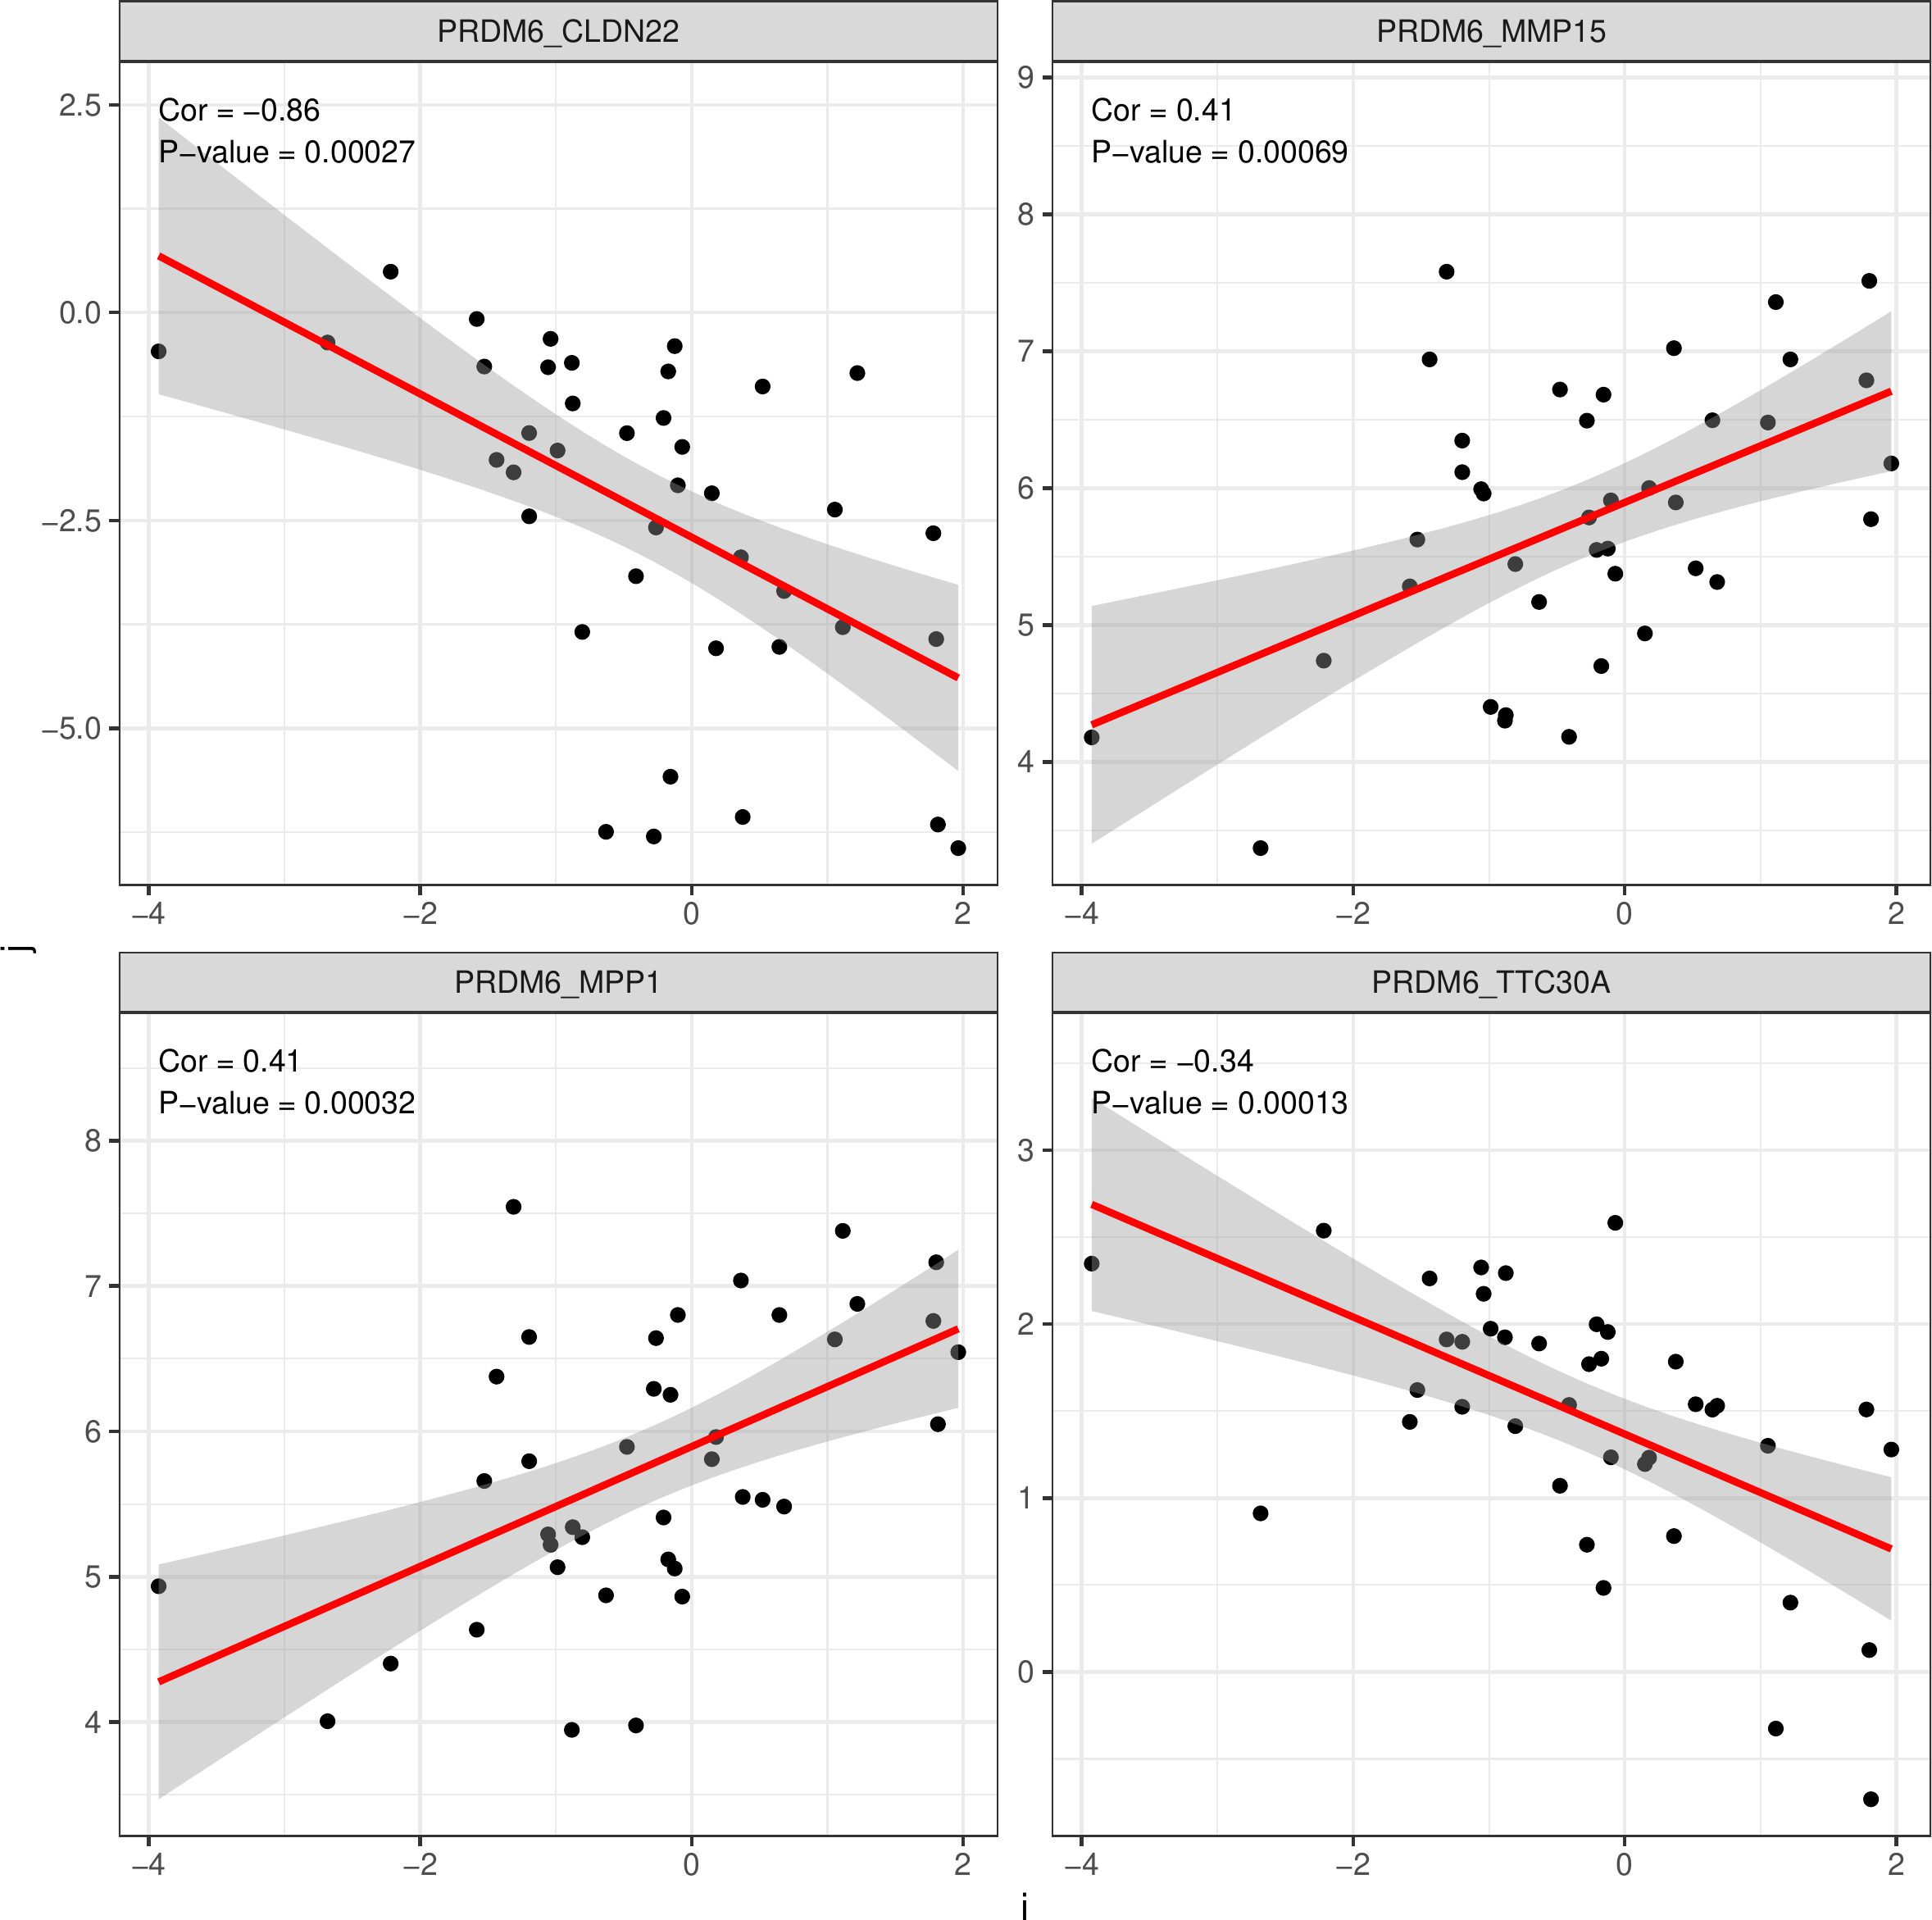 PRDM6_CLDN22
PRDM6_MMP15
Cor = −0.86
P−value = 0.00027
2.5
0.0
−2.5
−5.0
−4 −2 0 2
Cor = 0.41
P−value = 0.00069
9
8
7
6
5
4
−4 −2 0 2
j
PRDM6_MPP1
PRDM6_TTC30A
Cor = 0.41
P−value = 0.00032
8
7
6
5
4
−4 −2 0 2
Cor = −0.34
P−value = 0.00013
3
2
1
0
−4 −2 0 2
i